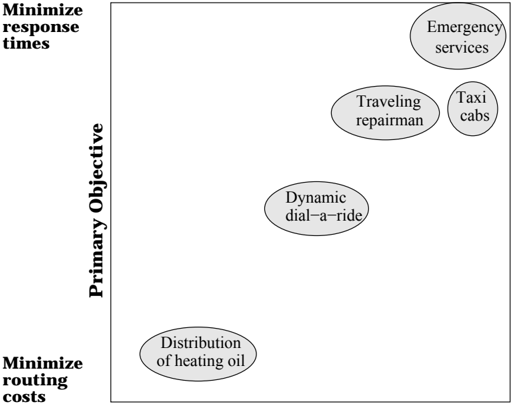 Minimize
response
times
Emergency
services
Traveling
repairman
Taxi
cabs
Primary Objective
Dynamic
dial−a−ride
Distribution
of heating oil
Minimize
routing
costs